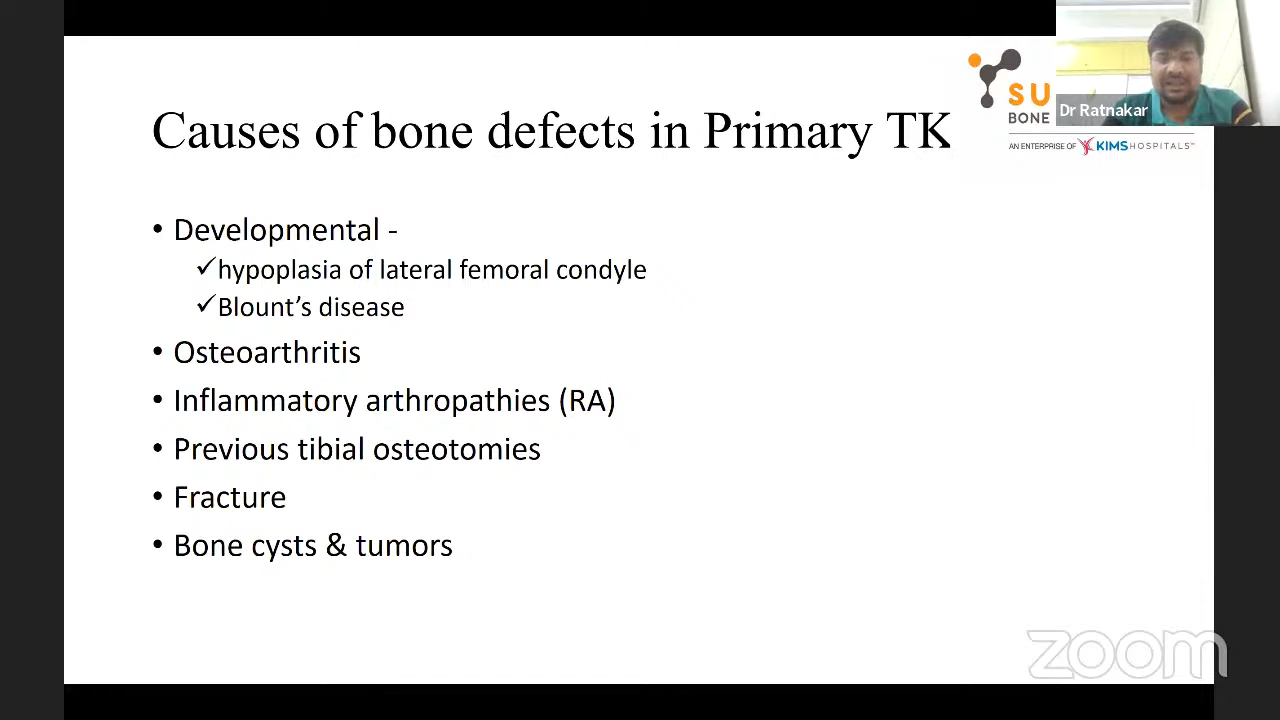 Causes of bone defects in Primary TK
SU
BONE
Dr Ratnakar
AN ENTERPRISE OF KIMS HOSPITALS
• Developmental -
✓hypoplasia of lateral femoral condyle
✓Blount’s disease
• Osteoarthritis
• Inflammatory arthropathies (RA)
• Previous tibial osteotomies
• Fracture
• Bone cysts & tumors
zoom